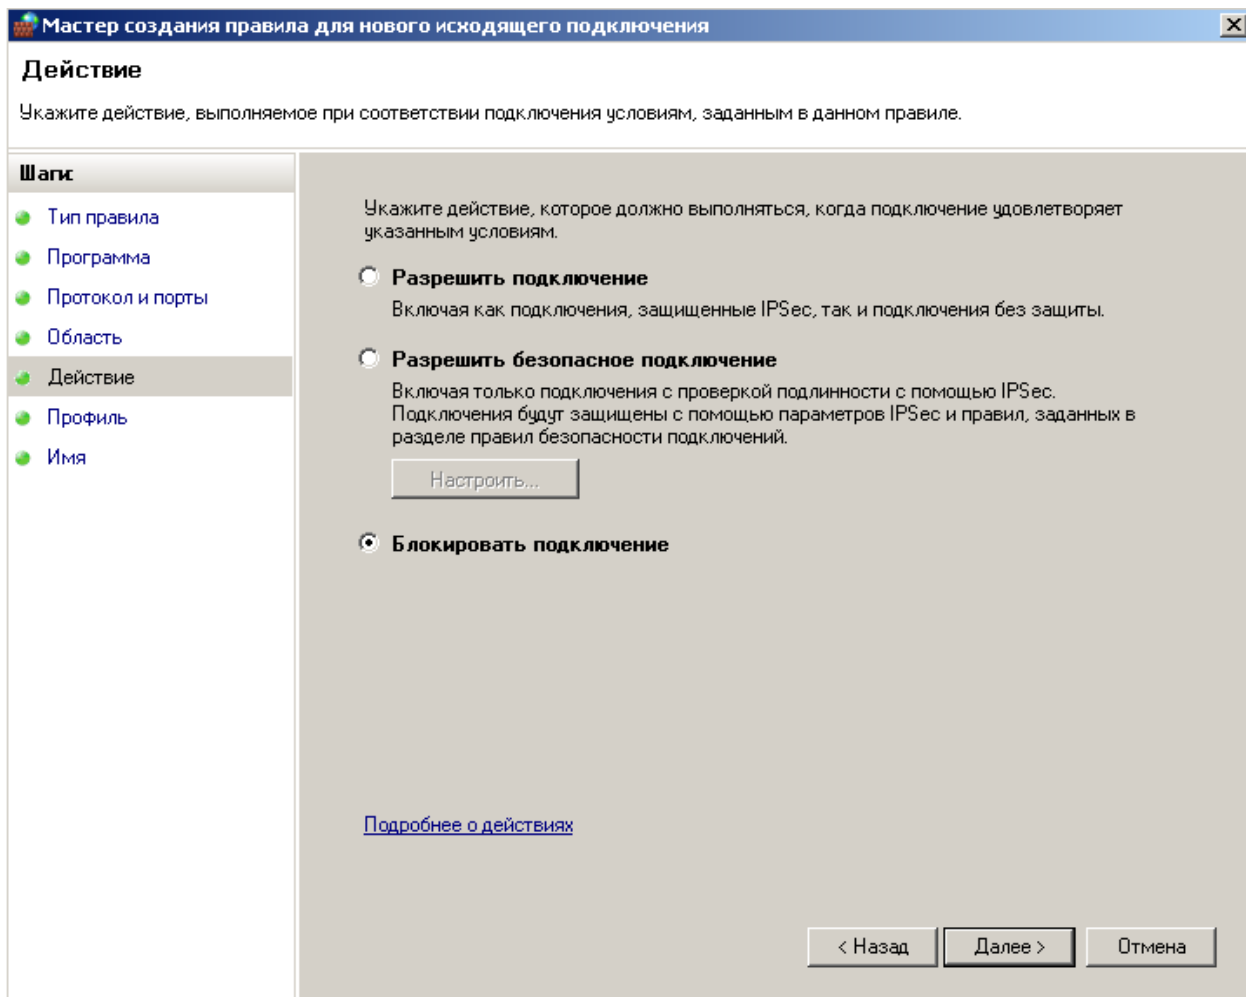 Мастер создания правила для нового исходящего подключения
Действие
Укажите действие, выполняемое при соответствии подключения условиям, заданным в данном правиле.
Шаги:
Тип правила
Программа
Протокол и порты
Область
Действие
Профиль
Имя
Укажите действие, которое должно выполняться, когда подключение удовлетворяет
указанным условиям.
Разрешить подключение
Включая как подключения, защищенные IPSec, так и подключения без защиты.
Разрешить безопасное подключение
Включая только подключения с проверкой подлинности с помощью IPSec.
Подключения будут защищены с помощью параметров IPSec и правил, заданных в
разделе правил безопасности подключений.
Настроить...
Блокировать подключение
Подробнее о действиях
< Назад
Далее >
Отмена